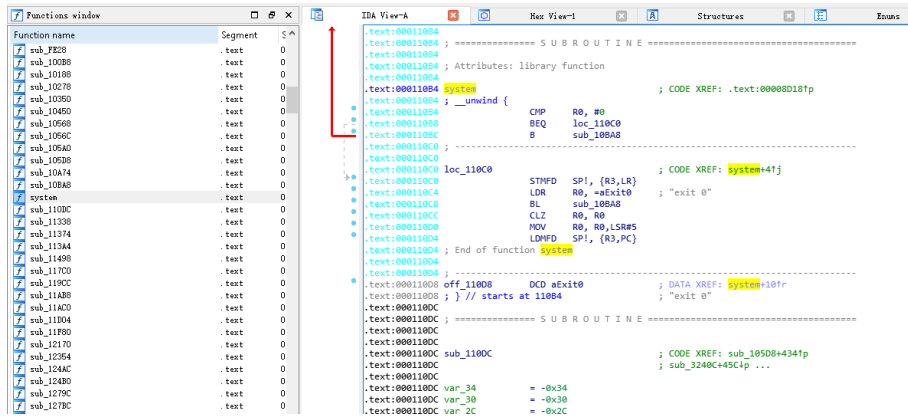 Functions window
Function name Segment S
sub_FE28 .text 0
sub_100B8 .text 0
sub_10188 .text 0
sub_10278 .text 0
sub_10350 .text 0
sub_10450 .text 0
sub_10568 .text 0
sub_1056C .text 0
sub_105A0 .text 0
sub_105D8 .text 0
sub_10A74 .text 0
sub_10BA8 .text 0
system .text 0
sub_110DC .text 0
sub_11338 .text 0
sub_11374 .text 0
sub_113A4 .text 0
sub_11498 .text 0
sub_117C0 .text 0
sub_119CC .text 0
sub_11AB8 .text 0
sub_11AC0 .text 0
sub_11D04 .text 0
sub_11F80 .text 0
sub_12170 .text 0
sub_12354 .text 0
sub_124AC .text 0
sub_124B0 .text 0
sub_1279C .text 0
sub_127BC .text 0
IDA View-A Hex View-1 Structures Enums
.text:000110B4
.text:000110B4 ; =============== S U B R O U T I N E =======================================
.text:000110B4
.text:000110B4 ; Attributes: library function
.text:000110B4
.text:000110B4 system ; CODE XREF: .text:00008D18↑p
.text:000110B4 ; __unwind {
.text:000110B4 CMP R0, #0
.text:000110B8 BEQ loc_110C0
.text:000110BC B sub_10BA8
.text:000110C0 ; ---------------------------------------------------------------------------
.text:000110C0
.text:000110C0 loc_110C0 ; CODE XREF: system+4↑j
.text:000110C0 STMFD SP!, {R3,LR}
.text:000110C4 LDR R0, =aExit0 ; "exit 0"
.text:000110C8 BL sub_10BA8
.text:000110CC CLZ R0, R0
.text:000110D0 MOV R0, R0,LSR#5
.text:000110D4 LDMFD SP!, {R3,PC}
.text:000110D4 ; End of function system
.text:000110D4
.text:000110D4 ; ---------------------------------------------------------------------------
.text:000110D8 off_110D8 DCD aExit0 ; DATA XREF: system+10↑r
.text:000110D8 ; } // starts at 110B4 ; "exit 0"
.text:000110DC
.text:000110DC ; =============== S U B R O U T I N E =======================================
.text:000110DC
.text:000110DC
.text:000110DC sub_110DC ; CODE XREF: sub_105D8+434↑p
.text:000110DC ; sub_3240C+45C↓p ...
.text:000110DC
.text:000110DC var_34 = -0x34
.text:000110DC var_30 = -0x30
.text:000110DC var_2C = -0x2C